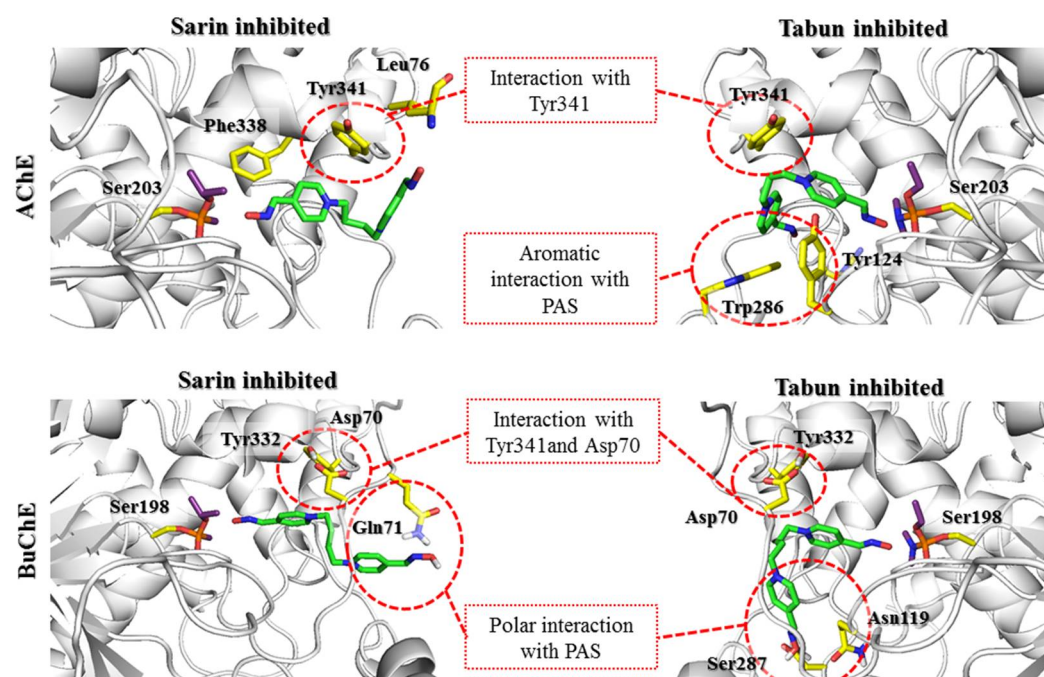 Sarin inhibited
Tabun inhibited
AChE
Leu76
Tyr341
Phe338
Ser203
Interaction with
Tyr341
Tyr341
Ser203
Aromatic
interaction with
PAS
Tyr124
Trp286
Sarin inhibited
Tabun inhibited
BuChE
Asp70
Tyr332
Ser198
Gln71
Interaction with
Tyr341and Asp70
Tyr332
Asp70
Ser198
Polar interaction
with PAS
Asn119
Ser287